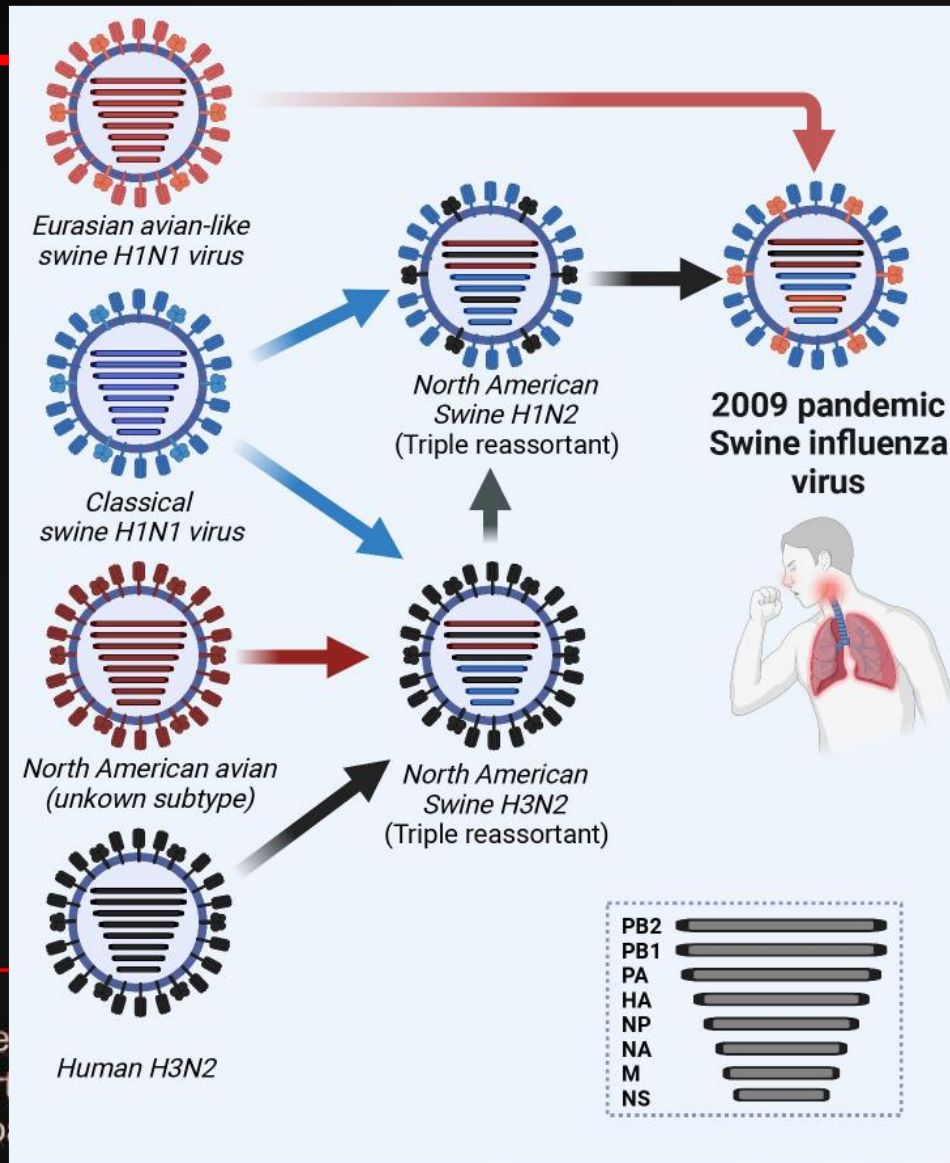 Eurasian avian-like
swine H1N1 virus
Classical
swine H1N1 virus
North American avian
(unkown subtype)
Human H3N2
North American
Swine H1N2
(Triple reassortant)
North American
Swine H3N2
(Triple reassortant)
2009 pandemic
Swine influenza
virus
PB2
PB1
PA
HA
NP
NA
M
NS